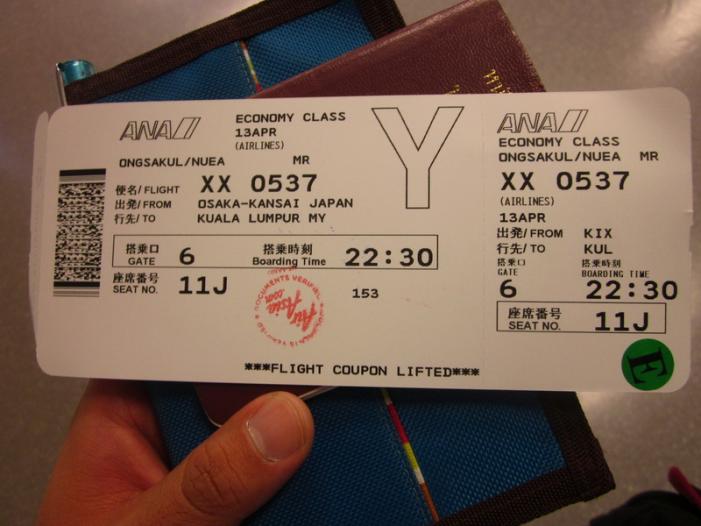 ANA
ECONOMY CLASS
13APR
(AIRLINES)
Y
ONGSAKUL/NUEA MR
便名/FLIGHT XX 0537
出発/FROM OSAKA-KANSAI JAPAN
行先/TO KUALA LUMPUR MY
搭乗口 GATE 6 搭乗時刻 Boarding Time 22:30
座席番号 SEAT NO. 11J
153
DOCUMENTS VERIFIED
Air Asia .com
***FLIGHT COUPON LIFTED***
ANA
ECONOMY CLASS
ONGSAKUL/NUEA MR
XX 0537
(AIRLINES)
13APR
出発/FROM KIX
行先/TO KUL
搭乗口 搭乗時刻
GATE BOARDING TIME
6 22:30
座席番号 SEAT NO. 11J
E